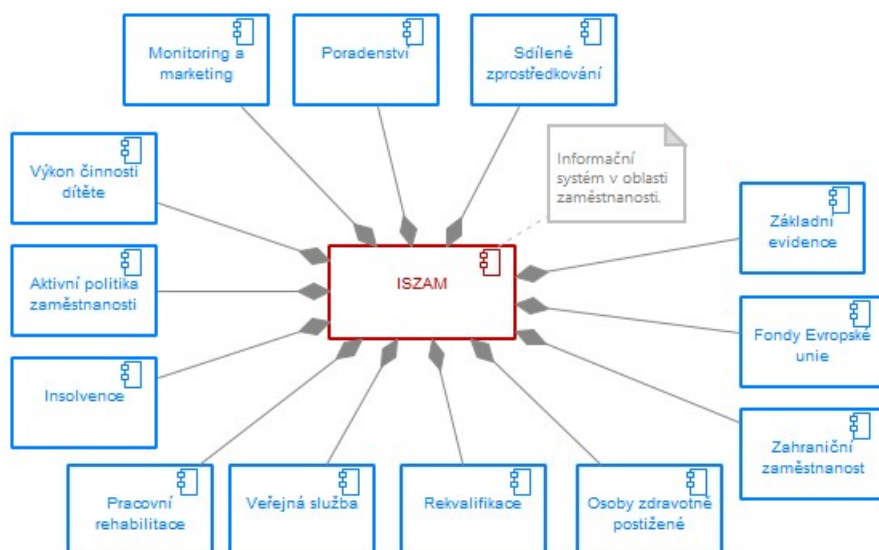 Monitoring a
marketing
Poradenství
Sdílené
zprostředkování
Informační
systém v oblasti
zaměstnanosti.
Výkon činnosti
dítěte
Základní
evidence
Aktivní politika
zaměstnanosti
ISZAM
Fondy Evropské
unie
Insolvence
Zahraniční
zaměstnanost
Pracovní
rehabilitace
Veřejná služba
Rekvalifikace
Osoby zdravotně
postižené